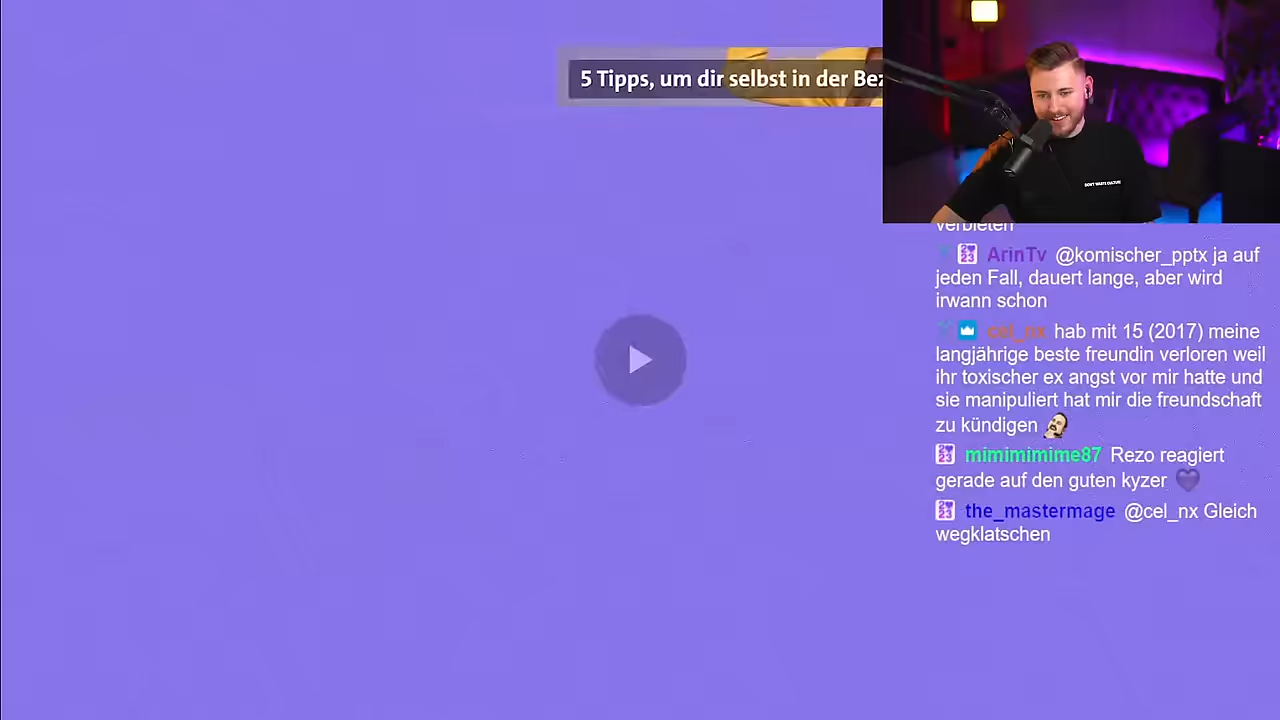 5 Tipps, um dir selbst in der Bez
DON'T WASTE CULTURE
verbieten
ArinTv @komischer_pptx ja auf
jeden Fall, dauert lange, aber wird
irwann schon
cel_nx hab mit 15 (2017) meine
langjährige beste freundin verloren weil
ihr toxischer ex angst vor mir hatte und
sie manipuliert hat mir die freundschaft
zu kündigen
mimimimime87 Rezo reagiert
gerade auf den guten kyzer
the_mastermage @cel_nx Gleich
wegklatschen